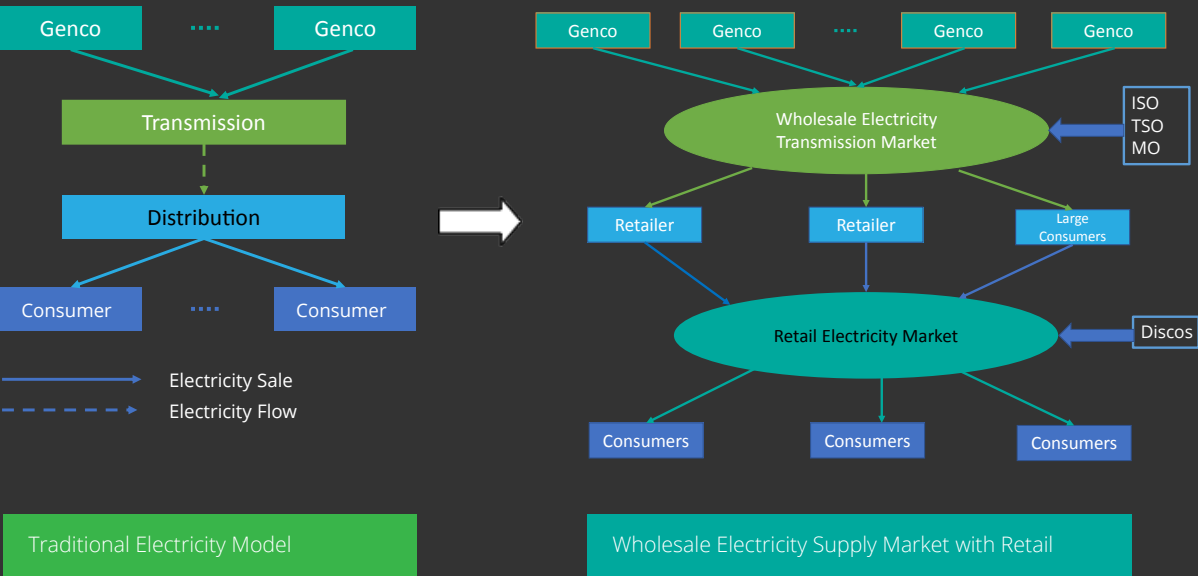 Genco
....
Genco
Transmission
Distribution
Consumer
....
Consumer
Electricity Sale
Electricity Flow
Traditional Electricity Model
Genco
Genco
....
Genco
Genco
Wholesale Electricity
Transmission Market
ISO
TSO
MO
Retailer
Retailer
Large
Consumers
Retail Electricity Market
Discos
Consumers
Consumers
Consumers
Wholesale Electricity Supply Market with Retail